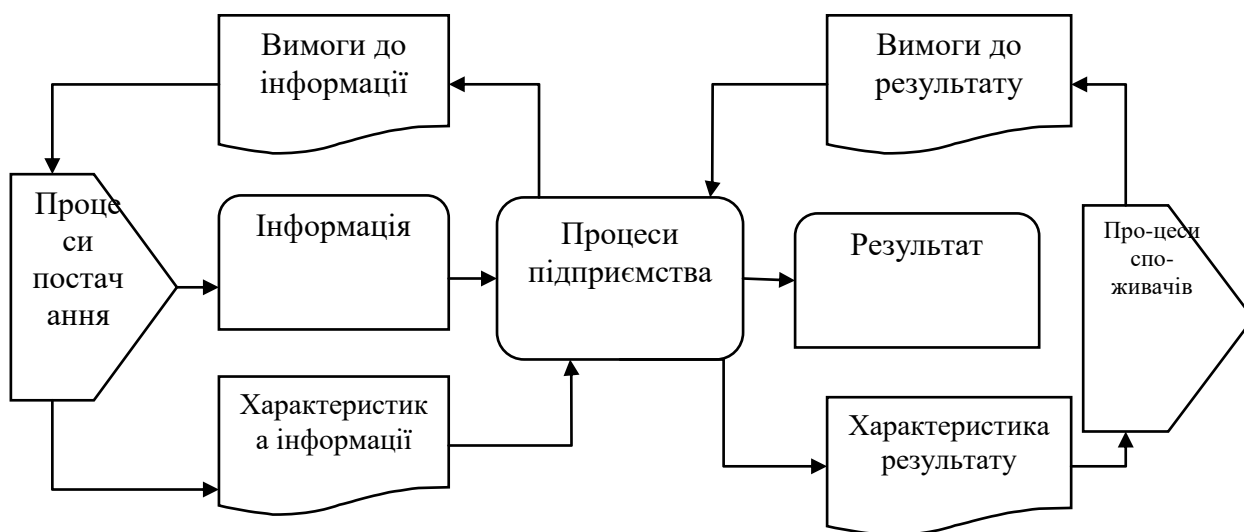 Вимоги до
інформації
Вимоги до
результату
Проце
си
постач
ання
Інформація
Процеси
підприємства
Результат
Про-цеси
спо-
живачів
Характеристик
а інформації
Характеристика
результату